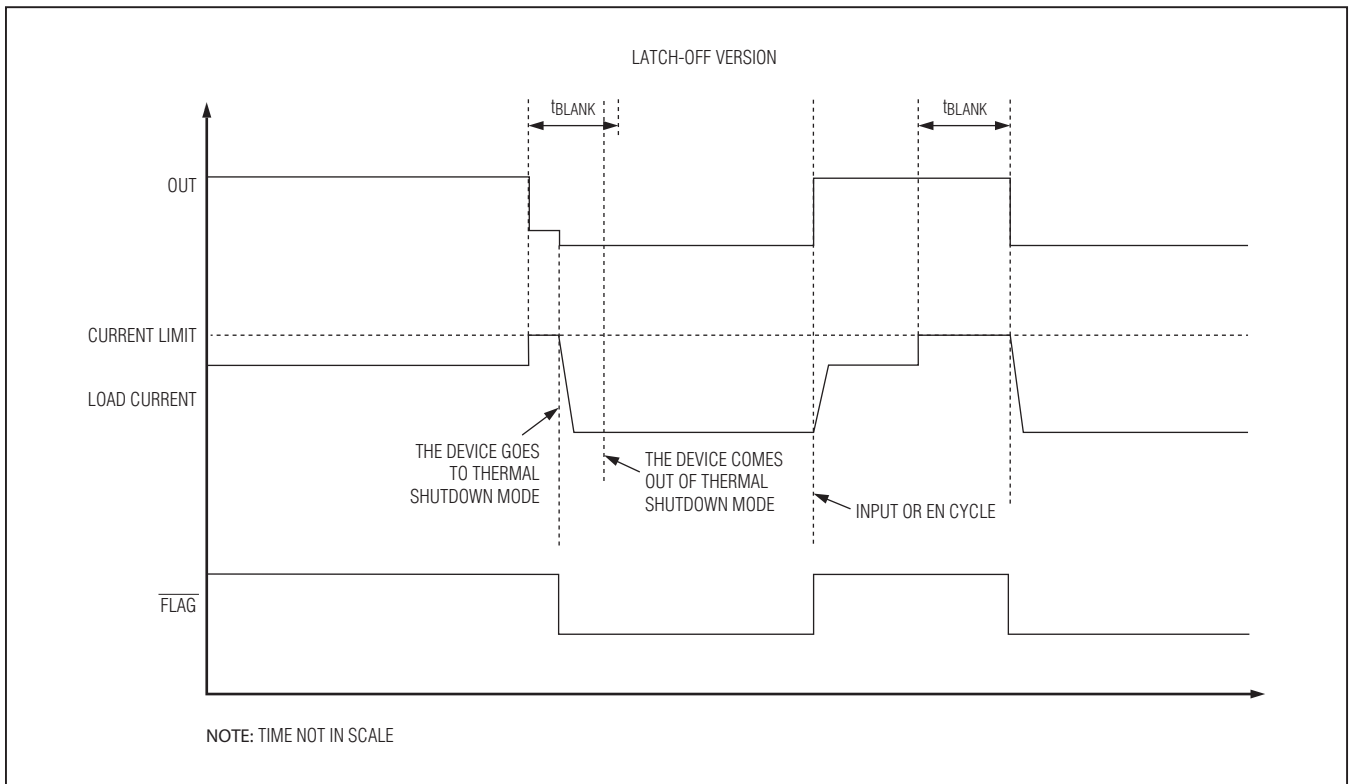 LATCH-OFF VERSION
tBLANK
tBLANK
OUT
CURRENT LIMIT
LOAD CURRENT
THE DEVICE GOES
TO THERMAL
SHUTDOWN MODE
THE DEVICE COMES
OUT OF THERMAL
SHUTDOWN MODE
INPUT OR EN CYCLE
FLAG
NOTE: TIME NOT IN SCALE